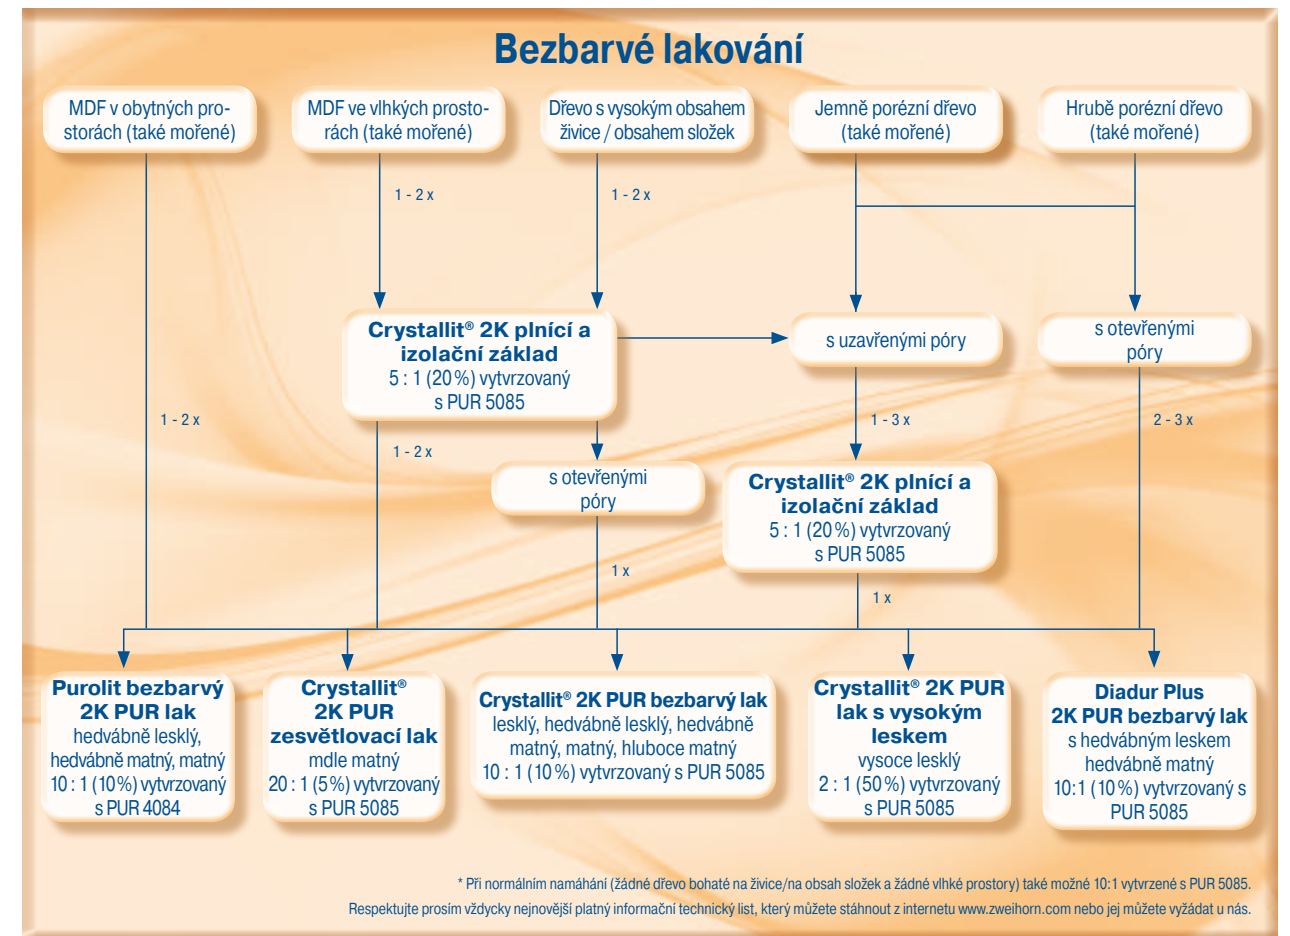 Bezbarvé lakování
MDF v obytných pro-
storách (také mořené)
MDF ve vlhkých prosto-
rách (také mořené)
Dřevo s vysokým obsahem
živice / obsahem složek
Jemně porézní dřevo
(také mořené)
Hrubě porézní dřevo
(také mořené)
1 - 2 x
1 - 2 x
Crystallit® 2K plnící a
izolační základ
5 : 1 (20 %) vytvrzovaný
s PUR 5085
s uzavřenými póry
s otevřenými
póry
1 - 2 x
1 - 2 x
1 - 3 x
2 - 3 x
s otevřenými
póry
Crystallit® 2K plnící a
izolační základ
5 : 1 (20 %) vytvrzovaný
s PUR 5085
1 x
1 x
Purolit bezbarvý
2K PUR lak
hedvábně lesklý,
hedvábně matný, matný
10 : 1 (10 %) vytvrzovaný
s PUR 4084
Crystallit®
2K PUR
zesvětlovací lak
mdle matný
20 : 1 (5 %) vytvrzovaný
s PUR 5085
Crystallit® 2K PUR bezbarvý lak
lesklý, hedvábně lesklý, hedvábně
matný, matný, hluboce matný
10 : 1 (10 %) vytvrzovaný s PUR 5085
Crystallit® 2K PUR
lak s vysokým
leskem
vysoce lesklý
2 : 1 (50 %) vytvrzovaný
s PUR 5085
Diadur Plus
2K PUR bezbarvý lak
s hedvábným leskem
hedvábně matný
10:1 (10 %) vytvrzovaný s
PUR 5085
* Při normálním namáhání (žádné dřevo bohaté na živice/na obsah složek a žádné vlhké prostory) také možné 10:1 vytvrzené s PUR 5085.
Respektujte prosím vždycky nejnovější platný informační technický list, který můžete stáhnout z internetu www.zweihorn.com nebo jej můžete vyžádat u nás.